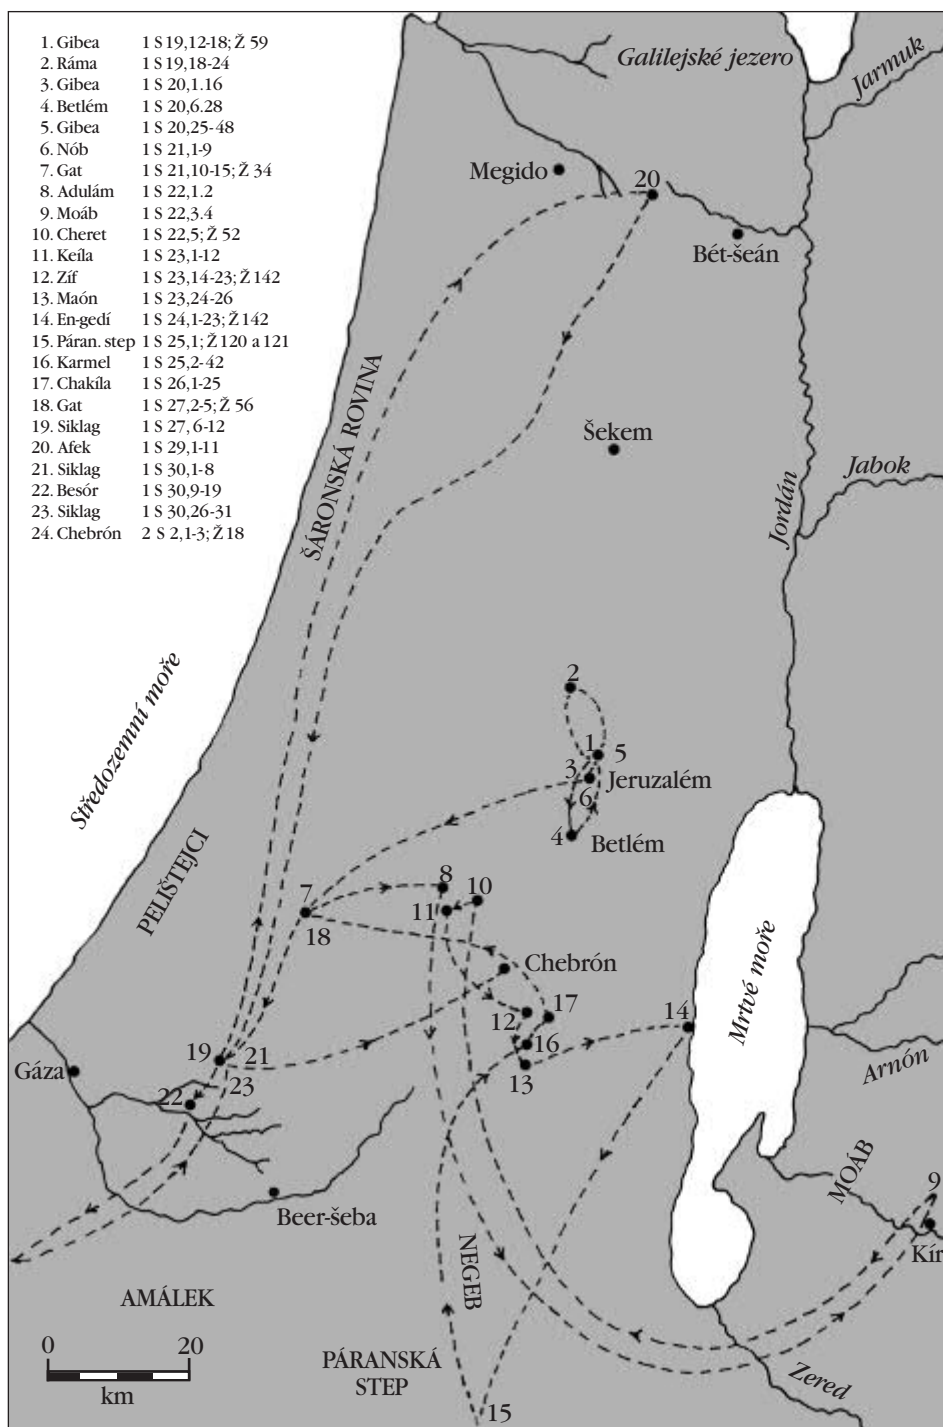 1. Gibea 1 S 19,12-18; Ž 59
2. Ráma 1 S 19,18-24
3. Gibea 1 S 20,1.16
4. Betlém 1 S 20,6.28
5. Gibea 1 S 20,25-48
6. Nób 1 S 21,1-9
7. Gat 1 S 21,10-15; Ž 34
8. Adulám 1 S 22,1.2
9. Moáb 1 S 22,3.4
10. Cheret 1 S 22,5; Ž 52
11. Keíla 1 S 23,1-12
12. Zíf 1 S 23,14-23; Ž 142
13. Maón 1 S 23,24-26
14. En-gedí 1 S 24,1-23; Ž 142
15. Páran. step 1 S 25,1; Ž 120 a 121
16. Karmel 1 S 25,2-42
17. Chakíla 1 S 26,1-25
18. Gat 1 S 27,2-5; Ž 56
19. Siklag 1 S 27,6-12
20. Afek 1 S 29,1-11
21. Siklag 1 S 30,1-8
22. Besór 1 S 30,9-19
23. Siklag 1 S 30,26-31
24. Chebrón 2 S 2,1-3; Ž 18
Galilejské jezero
Jarmuk
Megido
20
Bét-šeán
ŠÁRONSKÁ ROVINA
Šekem
Jordán
Jabok
Středozemní moře
2
1
5
3
Jeruzalém
6
4
Betlém
PELIŠTEJCI
8
10
7
11
18
Chebrón
Mrtvé moře
14
12
17
16
13
19
21
Gáza
23
22
Arnón
MOÁB
9
Kír
Beer-šeba
NEGEB
AMÁLEK
0 20
km
PÁRANSKÁ
STEP
Zered
15